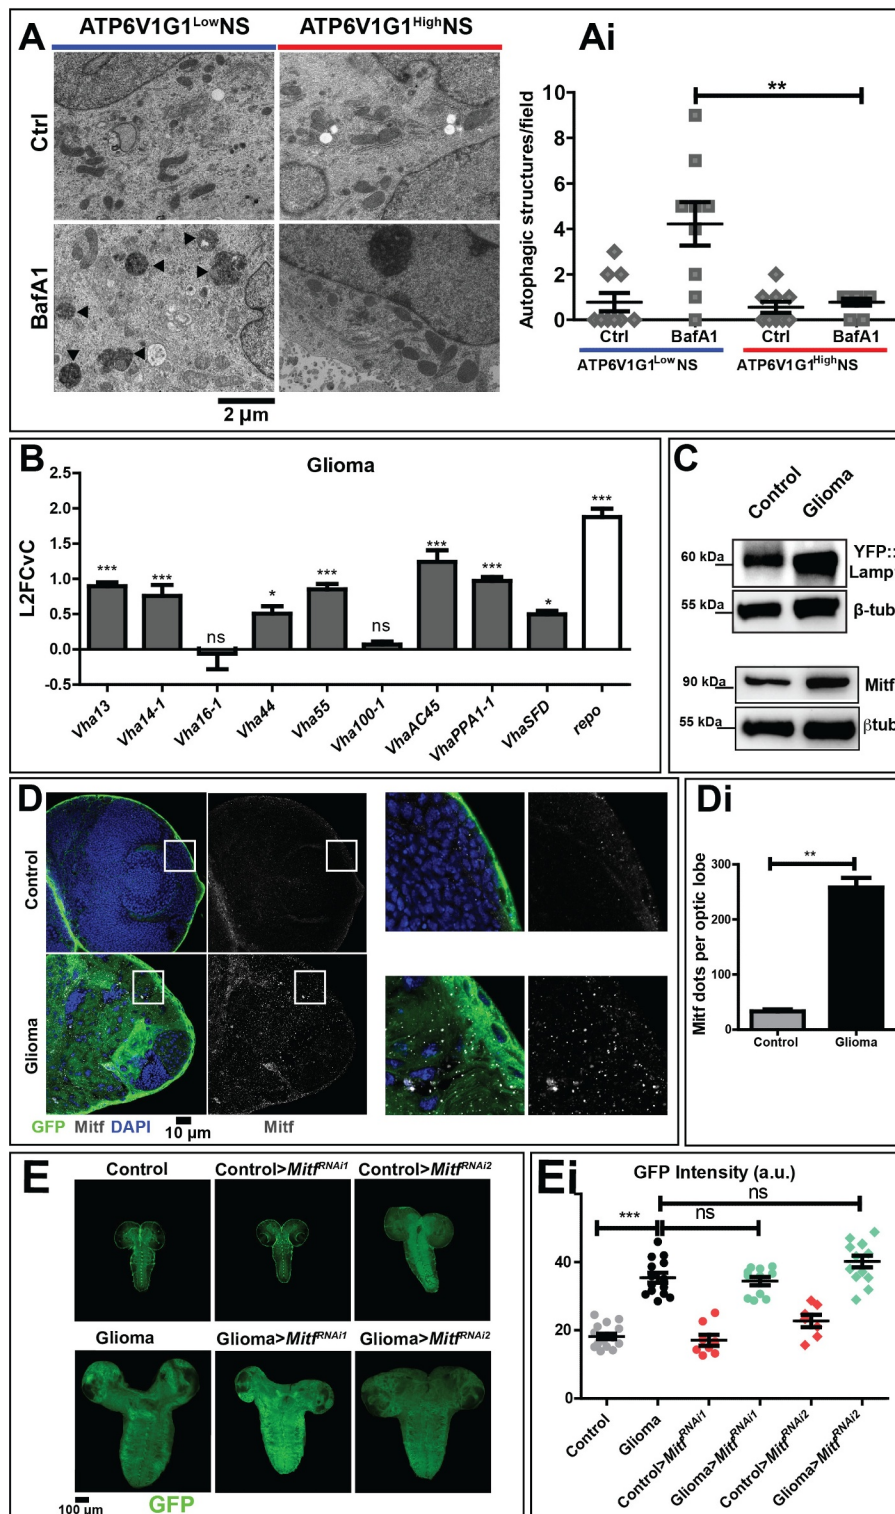 A
ATP6V1G1LowNS
ATP6V1G1HighNS
Ctrl
BafA1
2 µm
Ai
**
10
8
6
4
2
0
Autophagic structures/field
Ctrl
BafA1
Ctrl
BafA1
ATP6V1G1LowNS
ATP6V1G1HighNS
B
Glioma
2.5
2.0
1.5
1.0
0.5
0.0
-0.5
L2FCvC
***
***
ns
*
***
ns
***
***
*
***
Vha13
Vha14-1
Vha16-1
Vha44
Vha55
Vha100-1
VhaAC45
VhaPPA1-1
VhaSFD
repo
C
Control
Glioma
60 kDa
YFP::
Lamp
55 kDa
β-tub
90 kDa
Mitf
55 kDa
βtub
D
Control
Glioma
GFP Mitf DAPI
10 µm
Mitf
Di
**
300
200
100
0
Mitf dots per optic lobe
Control
Glioma
E
Control
Control>MitfRNAi1
Control>MitfRNAi2
Glioma
Glioma>MitfRNAi1
Glioma>MitfRNAi2
100 µm
GFP
Ei
GFP Intensity (a.u.)
ns
***
ns
40
20
0
Control
Glioma
Control>MitfRNAi1
Glioma>MitfRNAi1
Control>MitfRNAi2
Glioma>MitfRNAi2